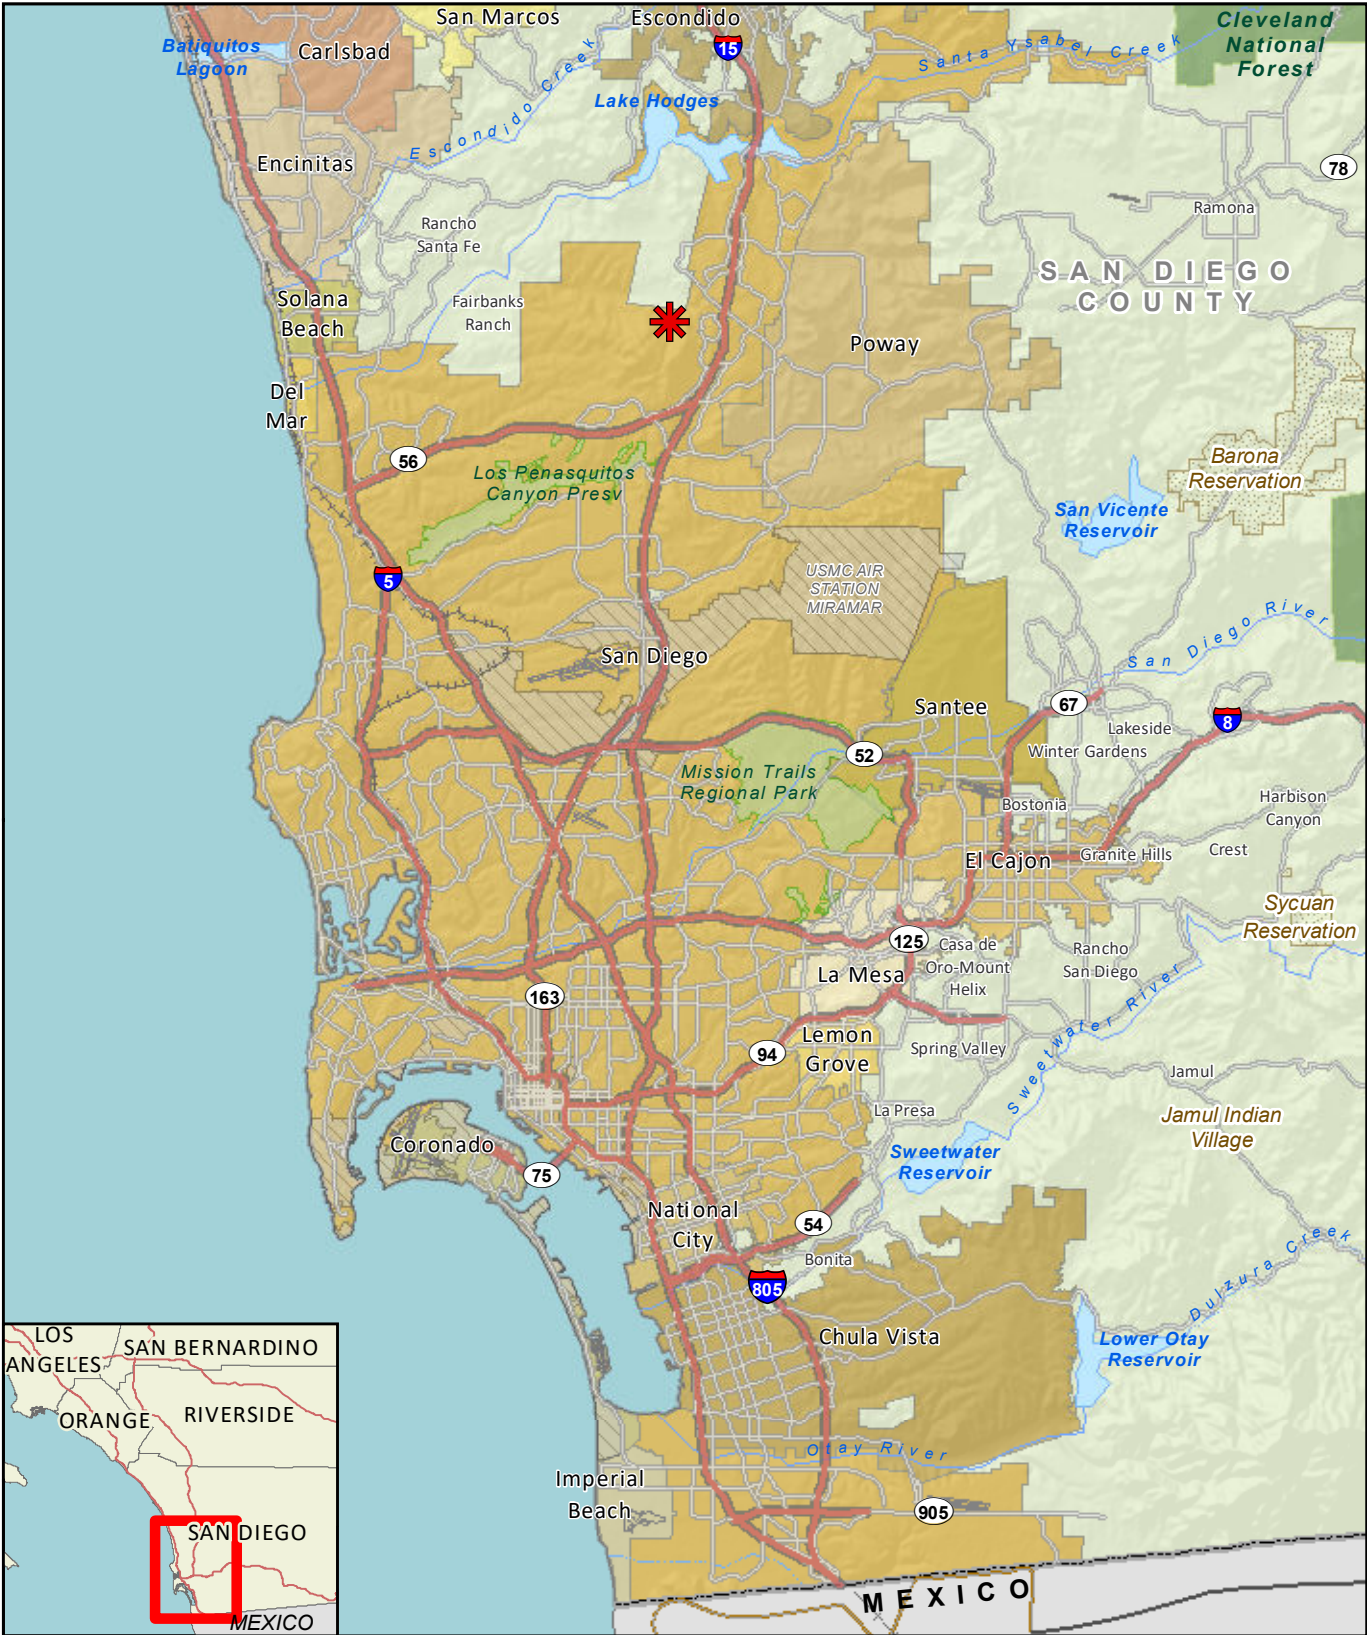 San Marcos
Escondido
15
Cleveland
National
Forest
Batiquitos
Lagoon
Carlsbad
Santa Ysabel Creek
Lake Hodges
Escondido Creek
Encinitas
78
Ramona
Rancho
Santa Fe
SAN DIEGO
COUNTY
Solana
Beach
Fairbanks
Ranch
Poway
Del
Mar
56
Los Penasquitos
Canyon Presv
Barona
Reservation
San Vicente
Reservoir
5
USMC AIR
STATION
MIRAMAR
San Diego River
San Diego
Santee
67
8
Lakeside
Winter Gardens
52
Mission Trails
Regional Park
Bostonia
Harbison
Canyon
El Cajon
Granite Hills
Crest
Sycuan
Reservation
125
Casa de
Oro-Mount
Helix
Rancho
San Diego
La Mesa
163
Sweetwater River
94
Lemon
Grove
Spring Valley
Jamul
La Presa
Jamul Indian
Village
Coronado
75
Sweetwater
Reservoir
National
City
54
Bonita
Dulzura Creek
805
Chula Vista
Lower Otay
Reservoir
Otay River
Imperial
Beach
905
MEXICO
LOS
ANGELES
SAN BERNARDINO
ORANGE
RIVERSIDE
SAN DIEGO
MEXICO